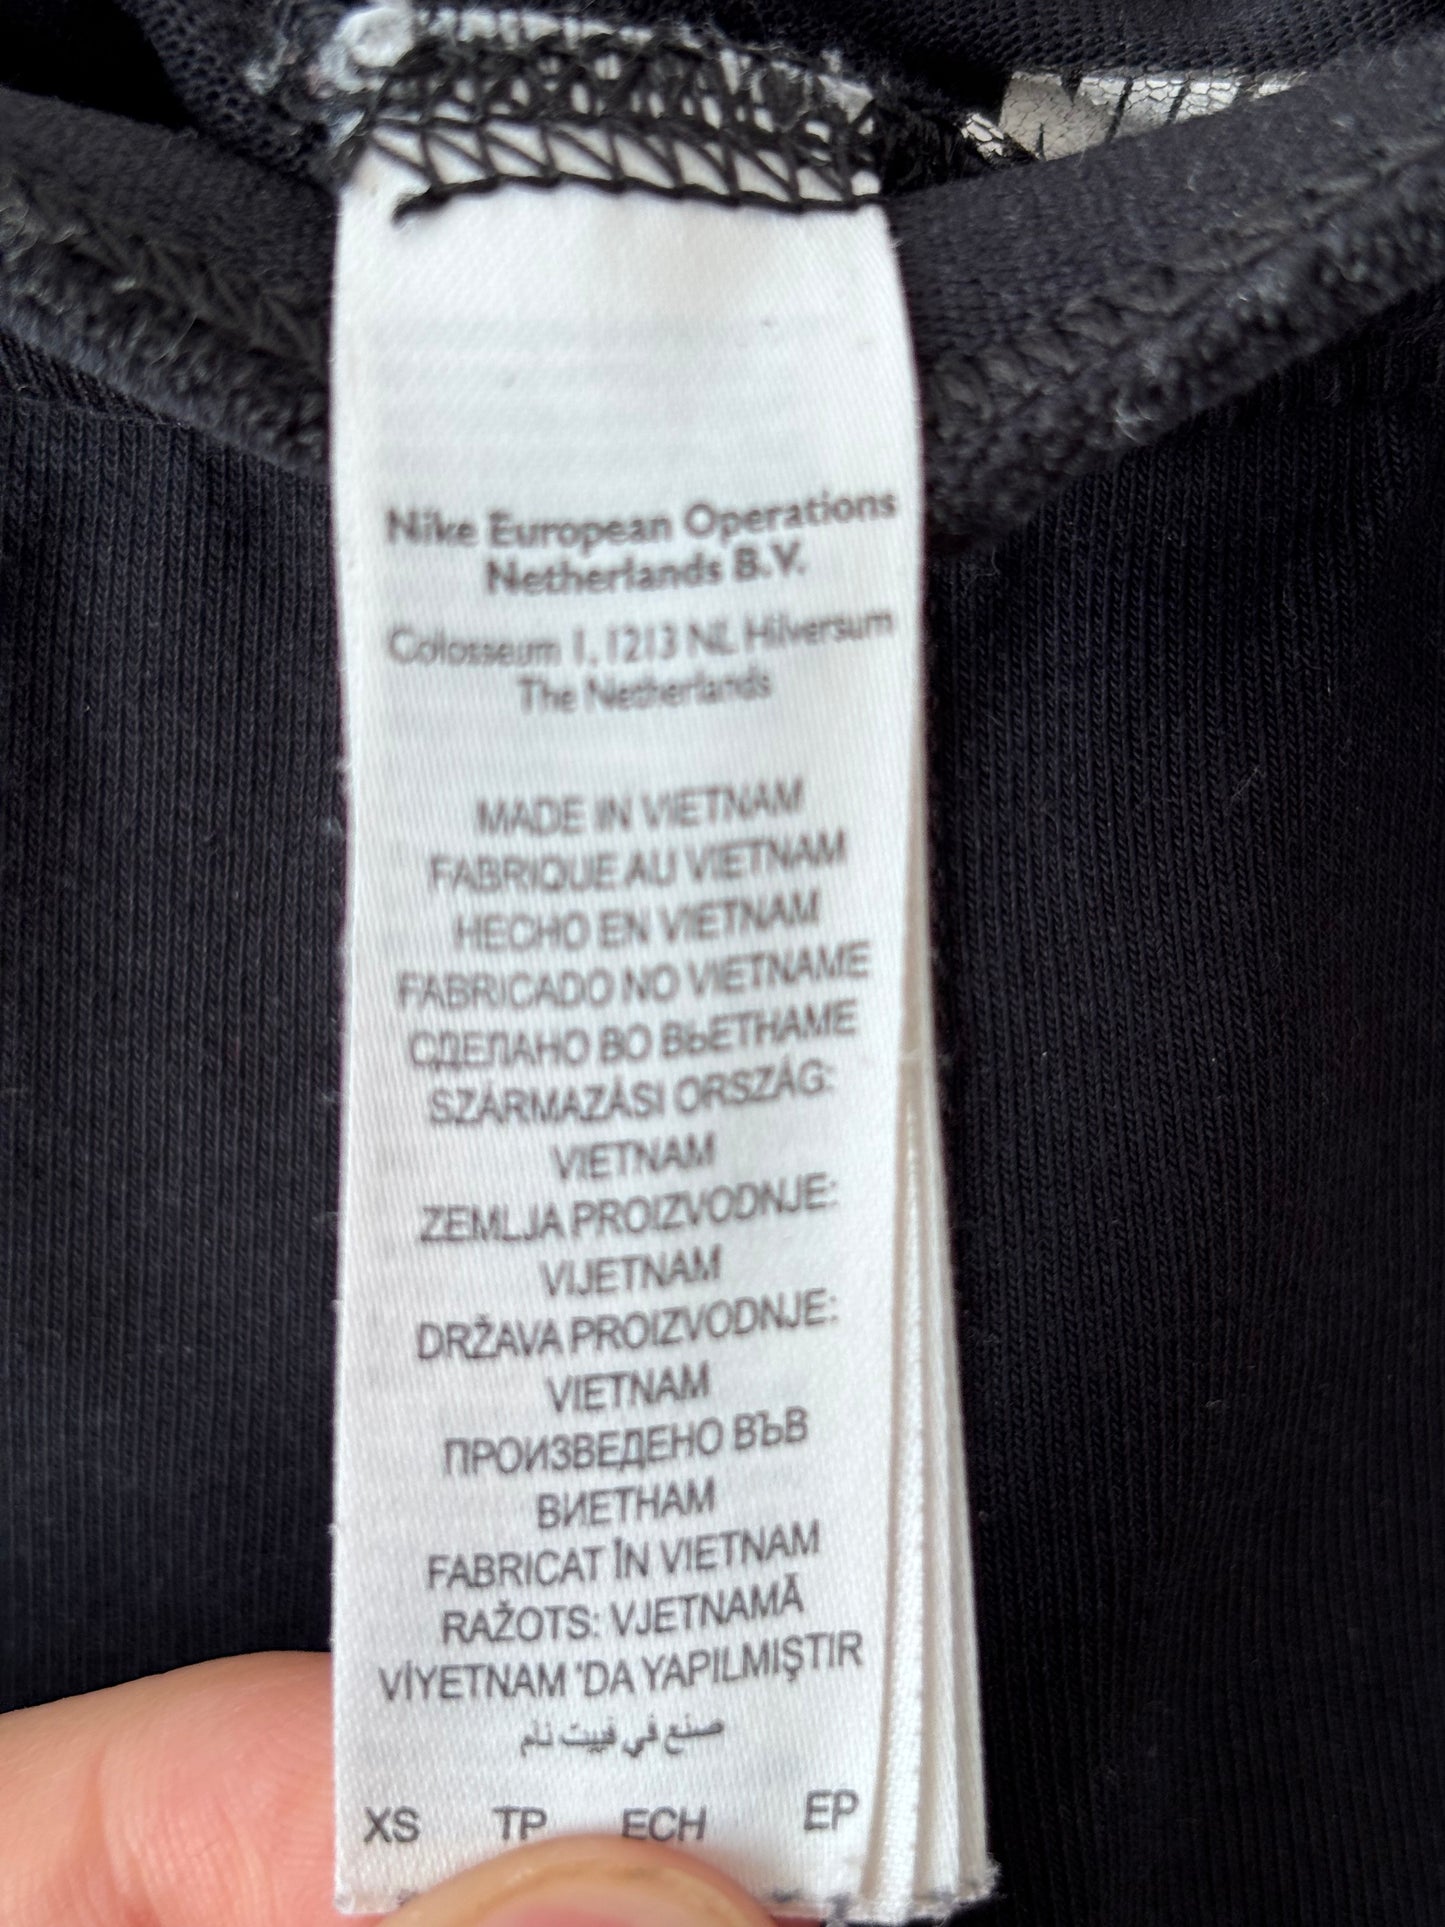 Nike European Operations
Netherlands B.V.
Colosseum 1, 1213 NL Hilversum
The Netherlands
MADE IN VIETNAM
FABRIQUE AU VIETNAM
HECHO EN VIETNAM
FABRICADO NO VIETNAME
СДЕЛАНО ВО ВЬЕТНАМЕ
SZÁRMAZÁSI ORSZÁG:
VIETNAM
ZEMLJA PROIZVODNJE:
VIJETNAM
DRŽAVA PROIZVODNJE:
VIETNAM
ПРОИЗВЕДЕНО ВЪВ
ВИЕТНАМ
FABRICAT ÎN VIETNAM
RAŽOTS: VJETNAMĀ
VİYETNAM 'DA YAPILMIŞTIR
صنع في فييت نام
XS TP ECH EP